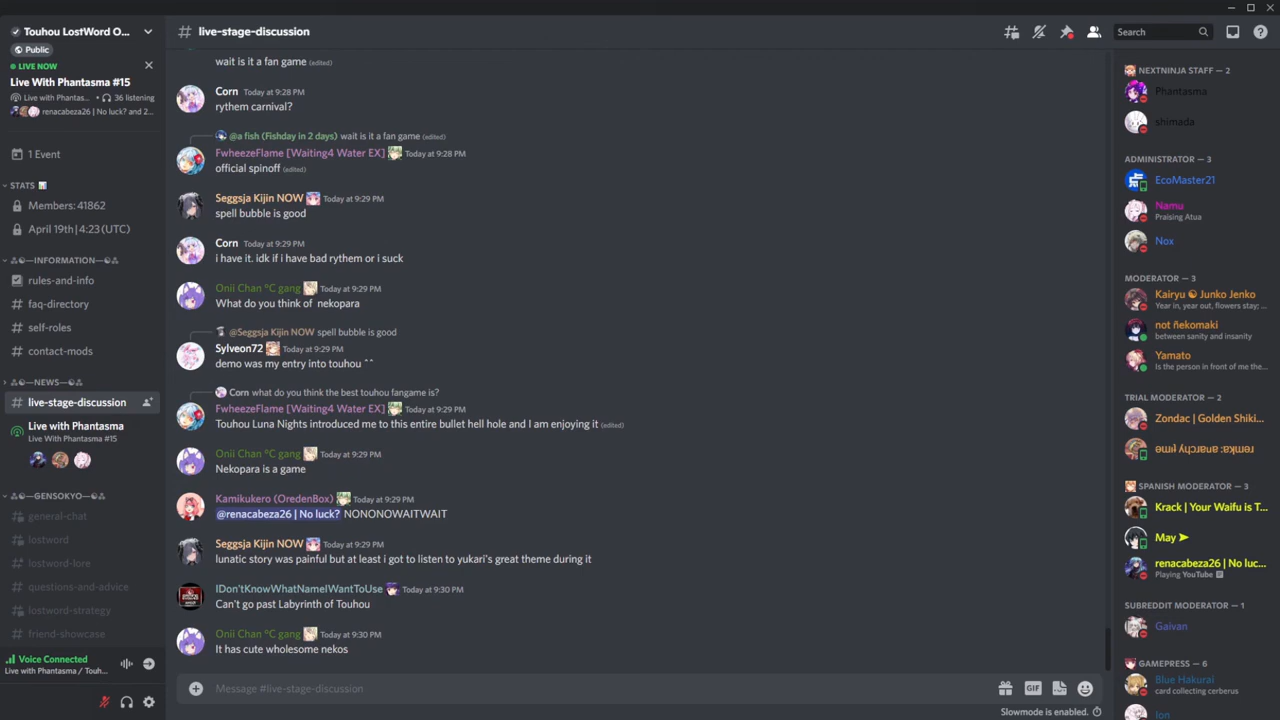 Touhou LostWord O...
Public
LIVE NOW
Live With Phantasma #15
Live with Phantas... • 36 listening
renacabeza26 | No luck? and 2...
1 Event
STATS
Members: 41862
April 19th| 4:23 (UTC)
—INFORMATION—
rules-and-info
faq-directory
self-roles
contact-mods
—NEWS—
live-stage-discussion
Live with Phantasma
Live With Phantasma #15
—GENSOKYO—
general-chat
lostword
lostword-lore
questions-and-advice
lostword-strategy
friend-showcase
Voice Connected
Live with Phantasma / Touh...
live-stage-discussion
Search
wait is it a fan game (edited)
Corn Today at 9:28 PM
rythem carnival?
@a fish (Fishday in 2 days) wait is it a fan game (edited)
FwheezeFlame [Waiting4 Water EX] Today at 9:28 PM
official spinoff (edited)
Seggsja Kijin NOW Today at 9:29 PM
spell bubble is good
Corn Today at 9:29 PM
i have it. idk if i have bad rythem or i suck
Onii Chan °C gang Today at 9:29 PM
What do you think of nekopara
@Seggsja Kijin NOW spell bubble is good
Sylveon72 Today at 9:29 PM
demo was my entry into touhou ^^
Corn what do you think the best touhou fangame is?
FwheezeFlame [Waiting4 Water EX] Today at 9:29 PM
Touhou Luna Nights introduced me to this entire bullet hell hole and I am enjoying it (edited)
Onii Chan °C gang Today at 9:29 PM
Nekopara is a game
Kamikukero (OredenBox) Today at 9:29 PM
@renacabeza26 | No luck? NONONOWAITWAIT
Seggsja Kijin NOW Today at 9:29 PM
lunatic story was painful but at least i got to listen to yukari's great theme during it
IDon'tKnowWhatNameIWantToUse Today at 9:30 PM
Can't go past Labyrinth of Touhou
Onii Chan °C gang Today at 9:30 PM
It has cute wholesome nekos
Message #live-stage-discussion
GIF
Slowmode is enabled.
NEXTNINJA STAFF — 2
Phantasma
shimada
ADMINISTRATOR — 3
EcoMaster21
Namu
Praising Atua
Nox
MODERATOR — 3
Kairyu ☯ Junko Jenko
Year in, year out, flowers stay; ...
not ñekomaki
between sanity and insanity
Yamato
Is the person in front of me the...
TRIAL MODERATOR — 2
Zondac | Golden Shiki...
SPANISH MODERATOR — 3
Krack | Your Waifu is T...
May ➤
renacabeza26 | No luc...
Playing YouTube
SUBREDDIT MODERATOR — 1
Gaivan
GAMEPRESS — 6
Blue Hakurai
card collecting cerberus